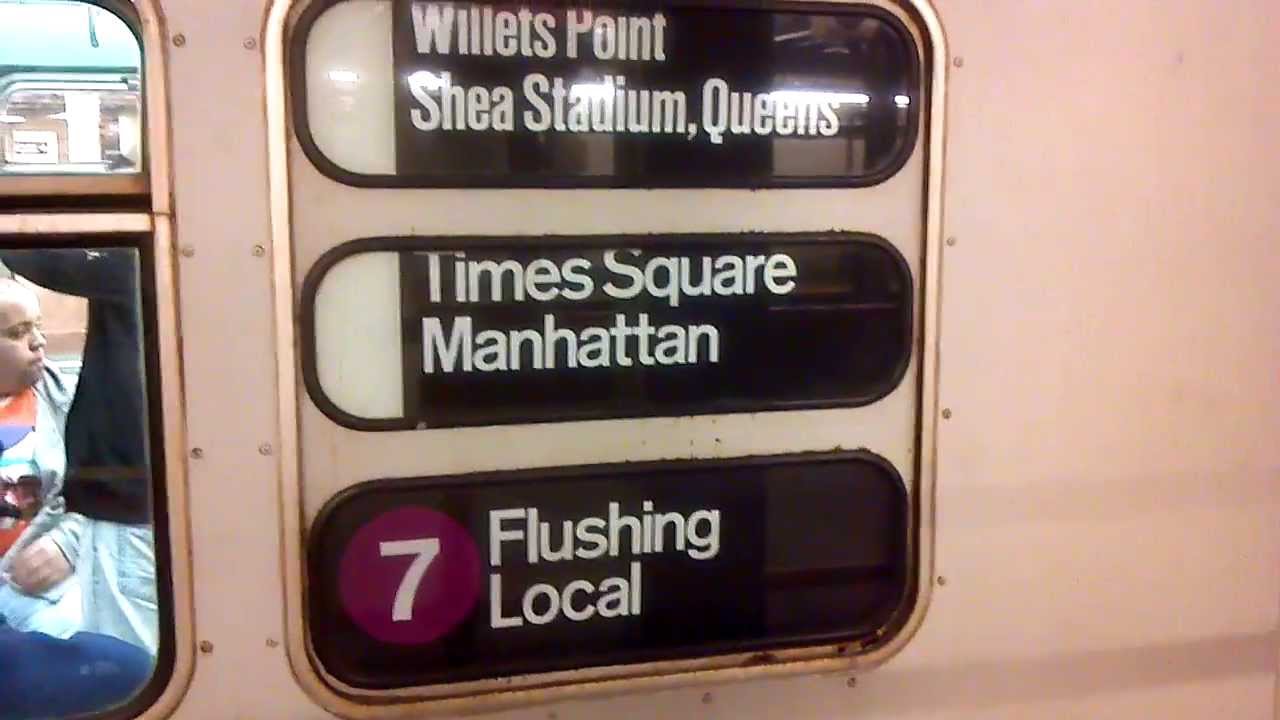 Willets Point
Shea Stadium, Queens
Times Square
Manhattan
7 Flushing
Local